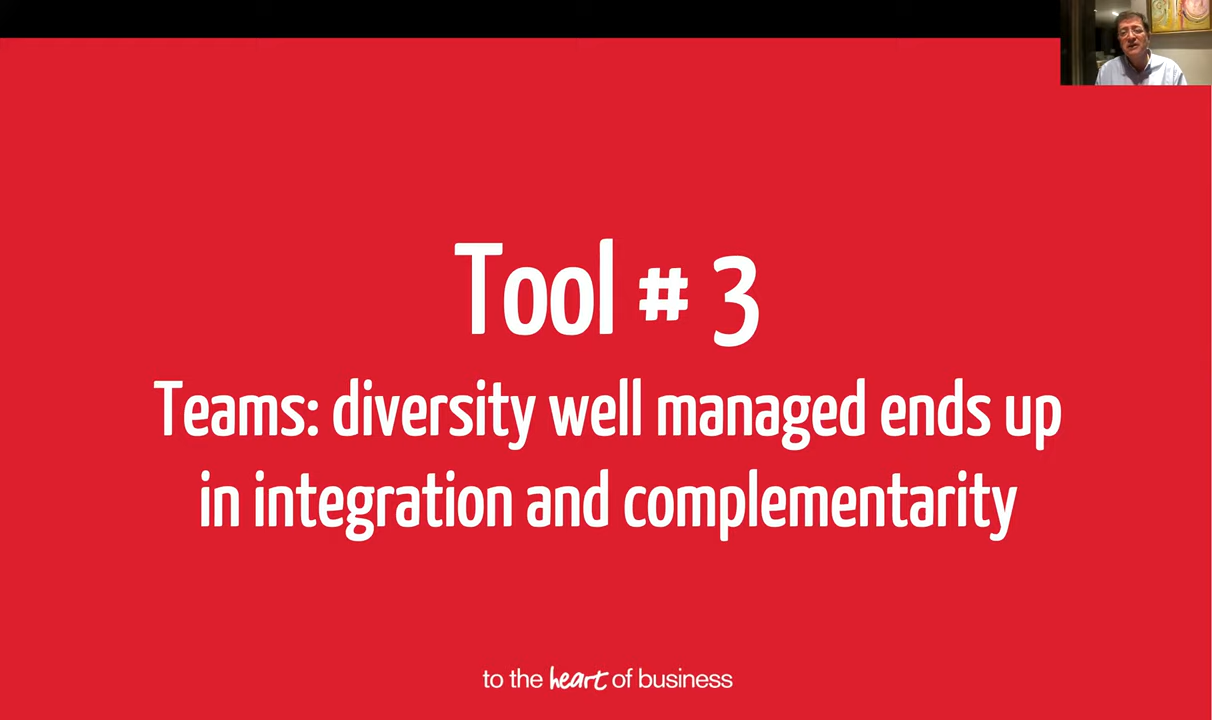 Tool # 3
Teams: diversity well managed ends up
in integration and complementarity
to the heart of business